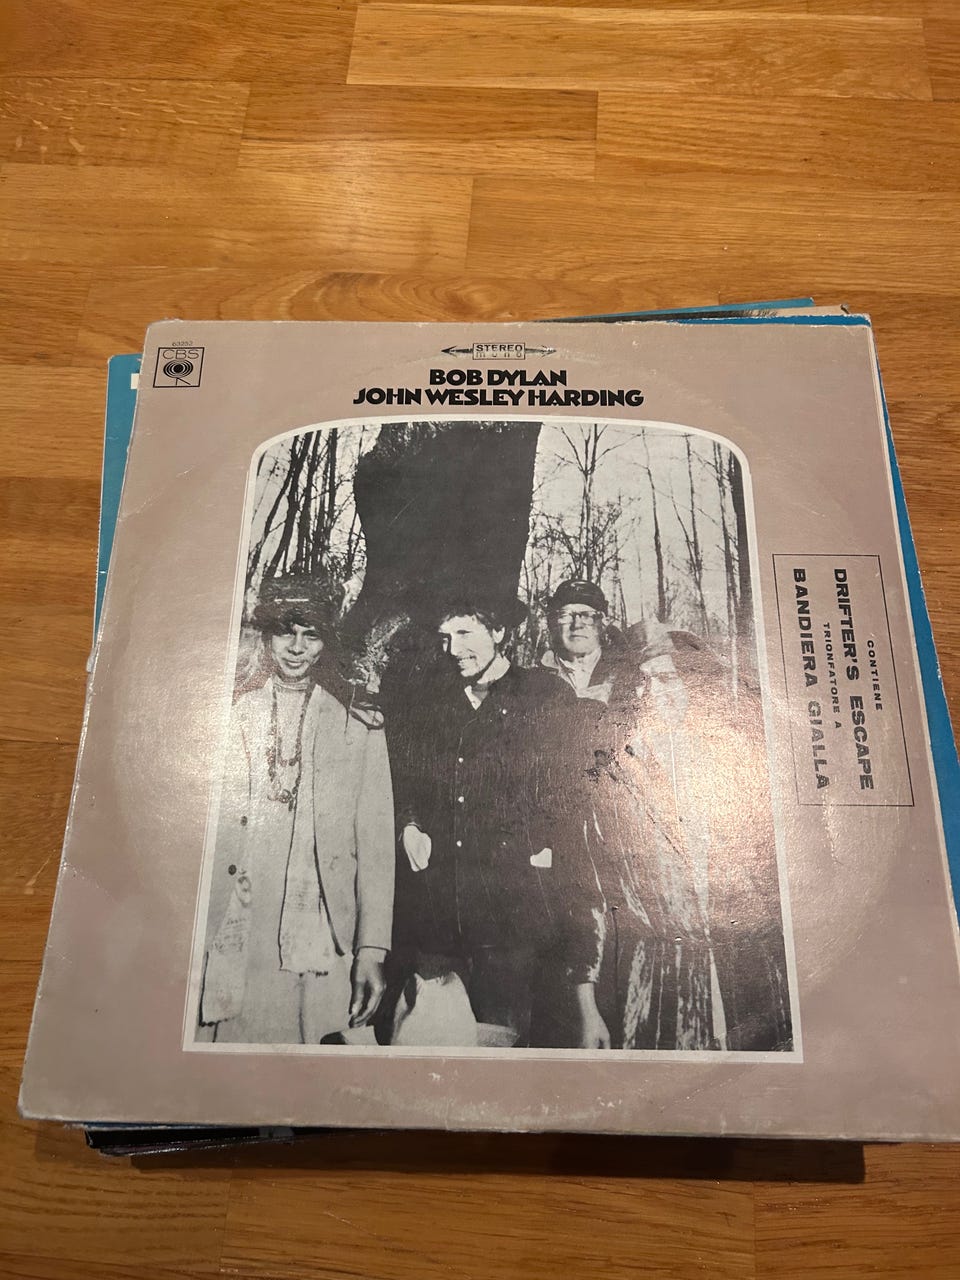 63252
CBS
STEREO
MONO
BOB DYLAN
JOHN WESLEY HARDING
CONTIENE
DRIFTER'S ESCAPE
TRIONFATORE A
BANDIERA GIALLA